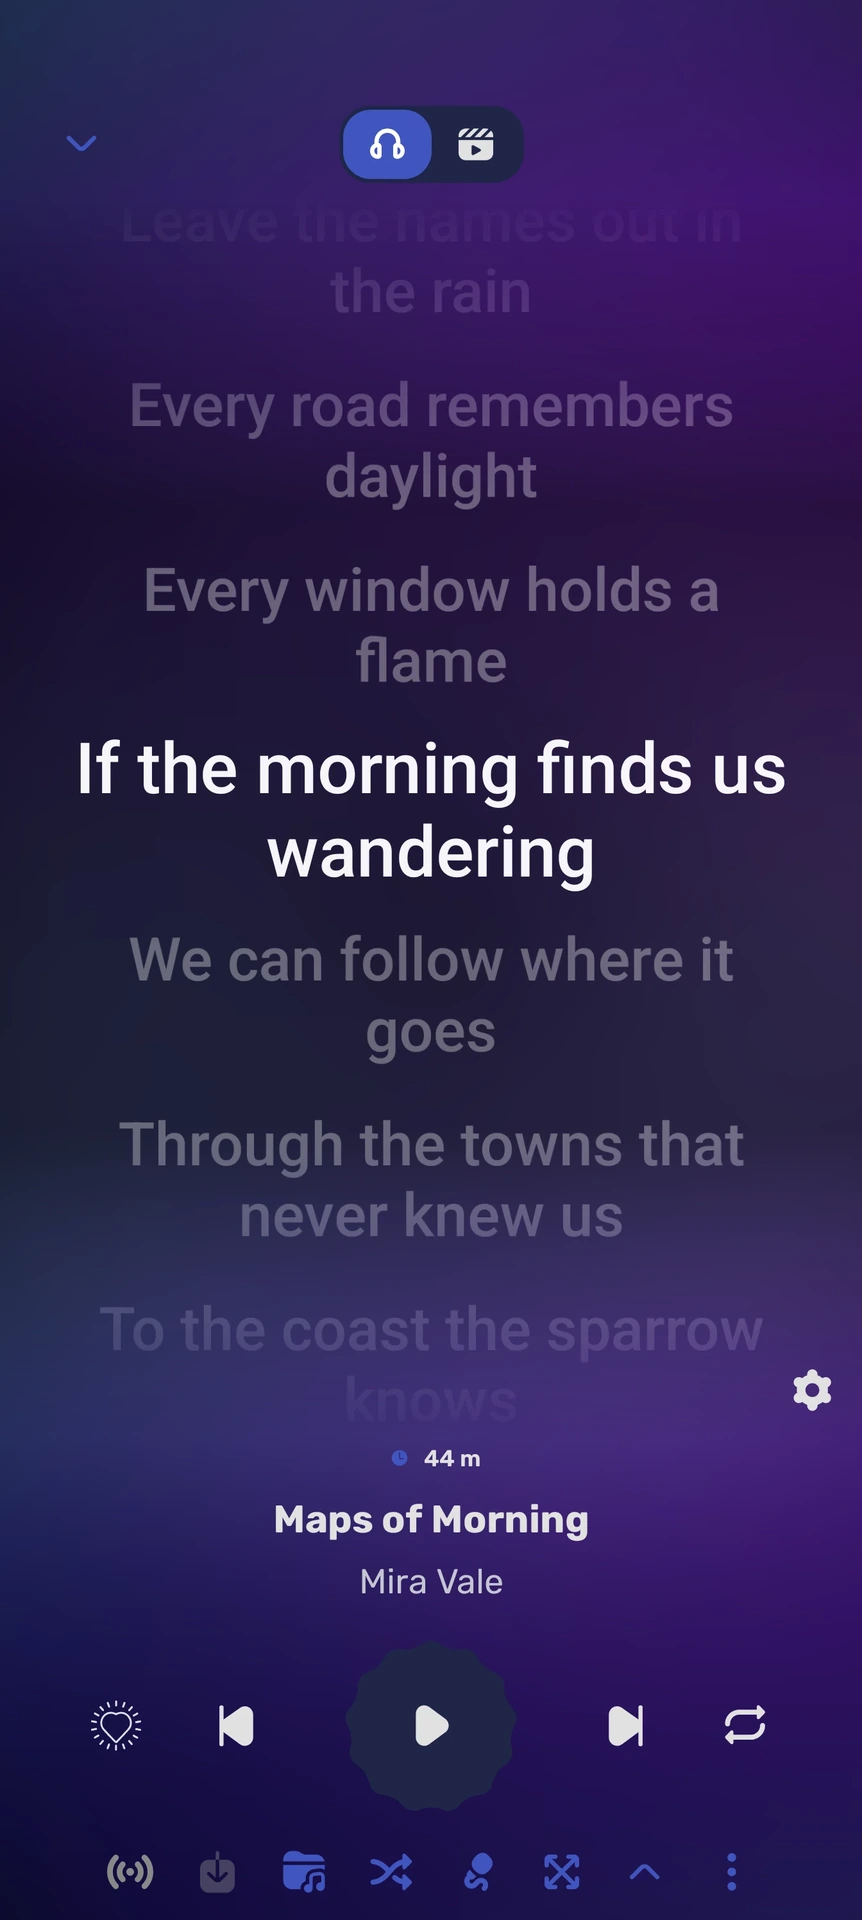 Leave the names out in
the rain
Every road remembers
daylight
Every window holds a
flame
If the morning finds us
wandering
We can follow where it
goes
Through the towns that
never knew us
To the coast the sparrow
knows
44 m
Maps of Morning
Mira Vale